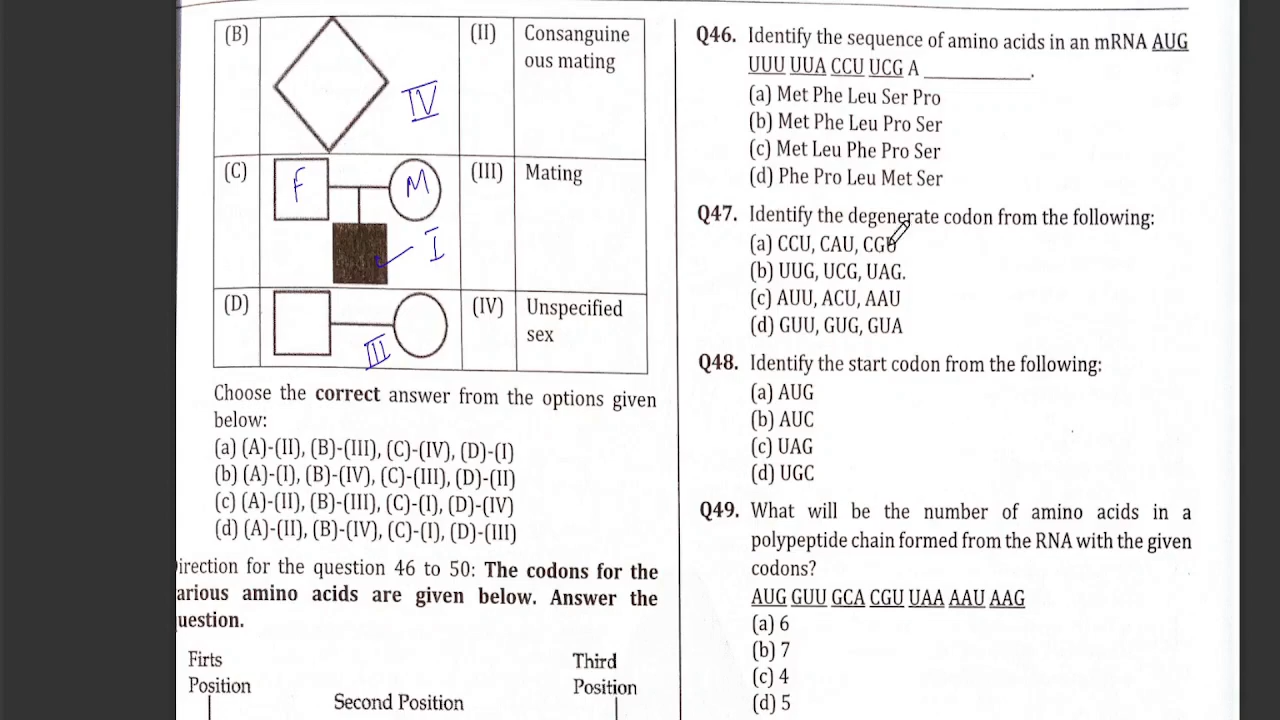 (B)
IV
(II)
Consanguine
ous mating
(C)
F
M
I
(III)
Mating
(D)
III
(IV)
Unspecified
sex
Choose the correct answer from the options given
below:
(a) (A)-(II), (B)-(III), (C)-(IV), (D)-(I)
(b) (A)-(I), (B)-(IV), (C)-(III), (D)-(II)
(c) (A)-(II), (B)-(III), (C)-(I), (D)-(IV)
(d) (A)-(II), (B)-(IV), (C)-(I), (D)-(III)
irection for the question 46 to 50: The codons for the
arious amino acids are given below. Answer the
uestion.
Firts
Position
Second Position
Third
Position
Q46. Identify the sequence of amino acids in an mRNA AUG
UUU UUA CCU UCG A ___________.
(a) Met Phe Leu Ser Pro
(b) Met Phe Leu Pro Ser
(c) Met Leu Phe Pro Ser
(d) Phe Pro Leu Met Ser
Q47. Identify the degenerate codon from the following:
(a) CCU, CAU, CGU
(b) UUG, UCG, UAG.
(c) AUU, ACU, AAU
(d) GUU, GUG, GUA
Q48. Identify the start codon from the following:
(a) AUG
(b) AUC
(c) UAG
(d) UGC
Q49. What will be the number of amino acids in a
polypeptide chain formed from the RNA with the given
codons?
AUG GUU GCA CGU UAA AAU AAG
(a) 6
(b) 7
(c) 4
(d) 5